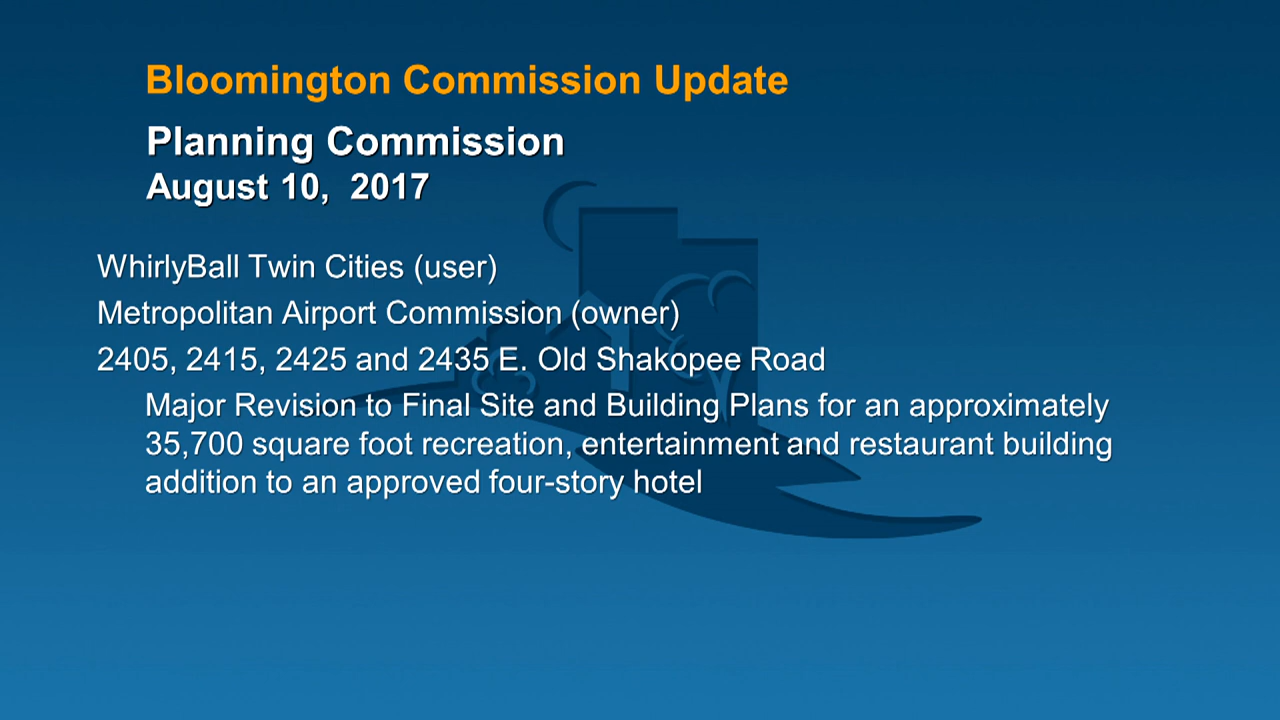 Bloomington Commission Update
Planning Commission
August 10, 2017
WhirlyBall Twin Cities (user)
Metropolitan Airport Commission (owner)
2405, 2415, 2425 and 2435 E. Old Shakopee Road
Major Revision to Final Site and Building Plans for an approximately
35,700 square foot recreation, entertainment and restaurant building
addition to an approved four-story hotel